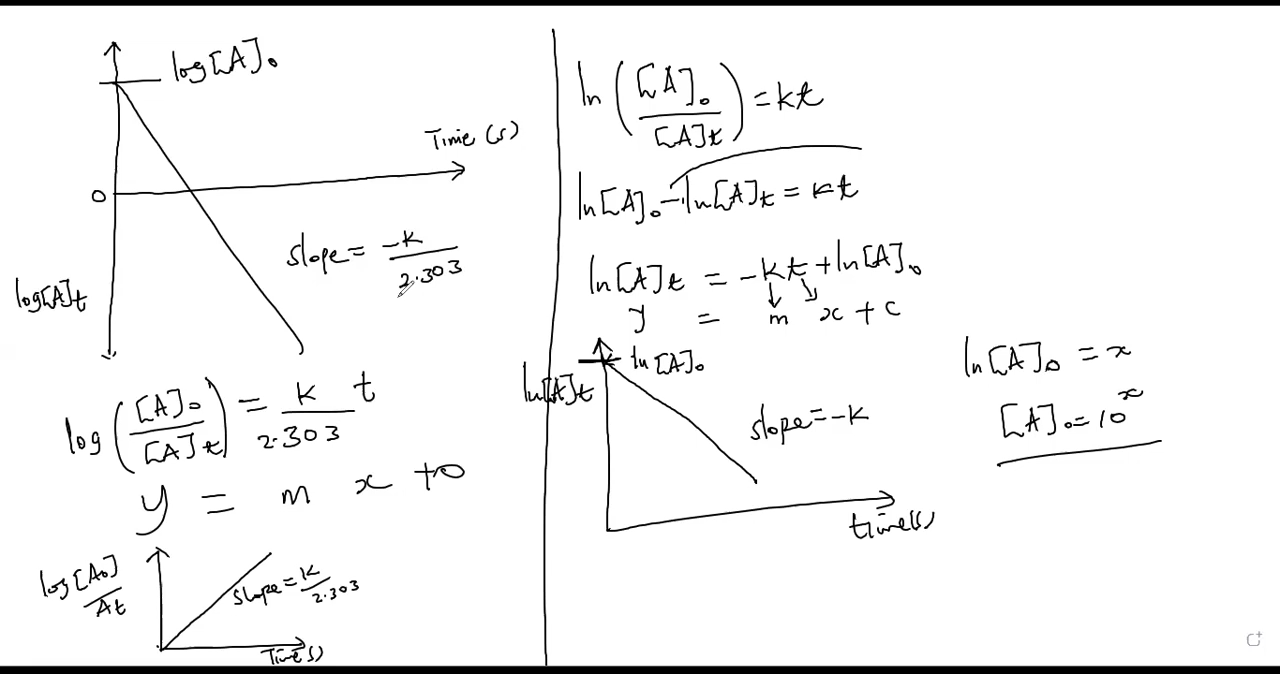 log[A]₀
Time (s)
0
slope = -k/2.303
log[A]t
log([A]₀/[A]t) = k/2.303 t
y = m x + 0
log[A₀]/At
slope = k/2.303
Time(s)
ln([A]₀/[A]t) = kt
ln[A]₀ - ln[A]t = kt
ln[A]t = -kt + ln[A]₀
y = m x + c
ln[A]₀
ln[A]t
slope = -k
time(s)
ln[A]₀ = x
[A]₀ = 10ˣ